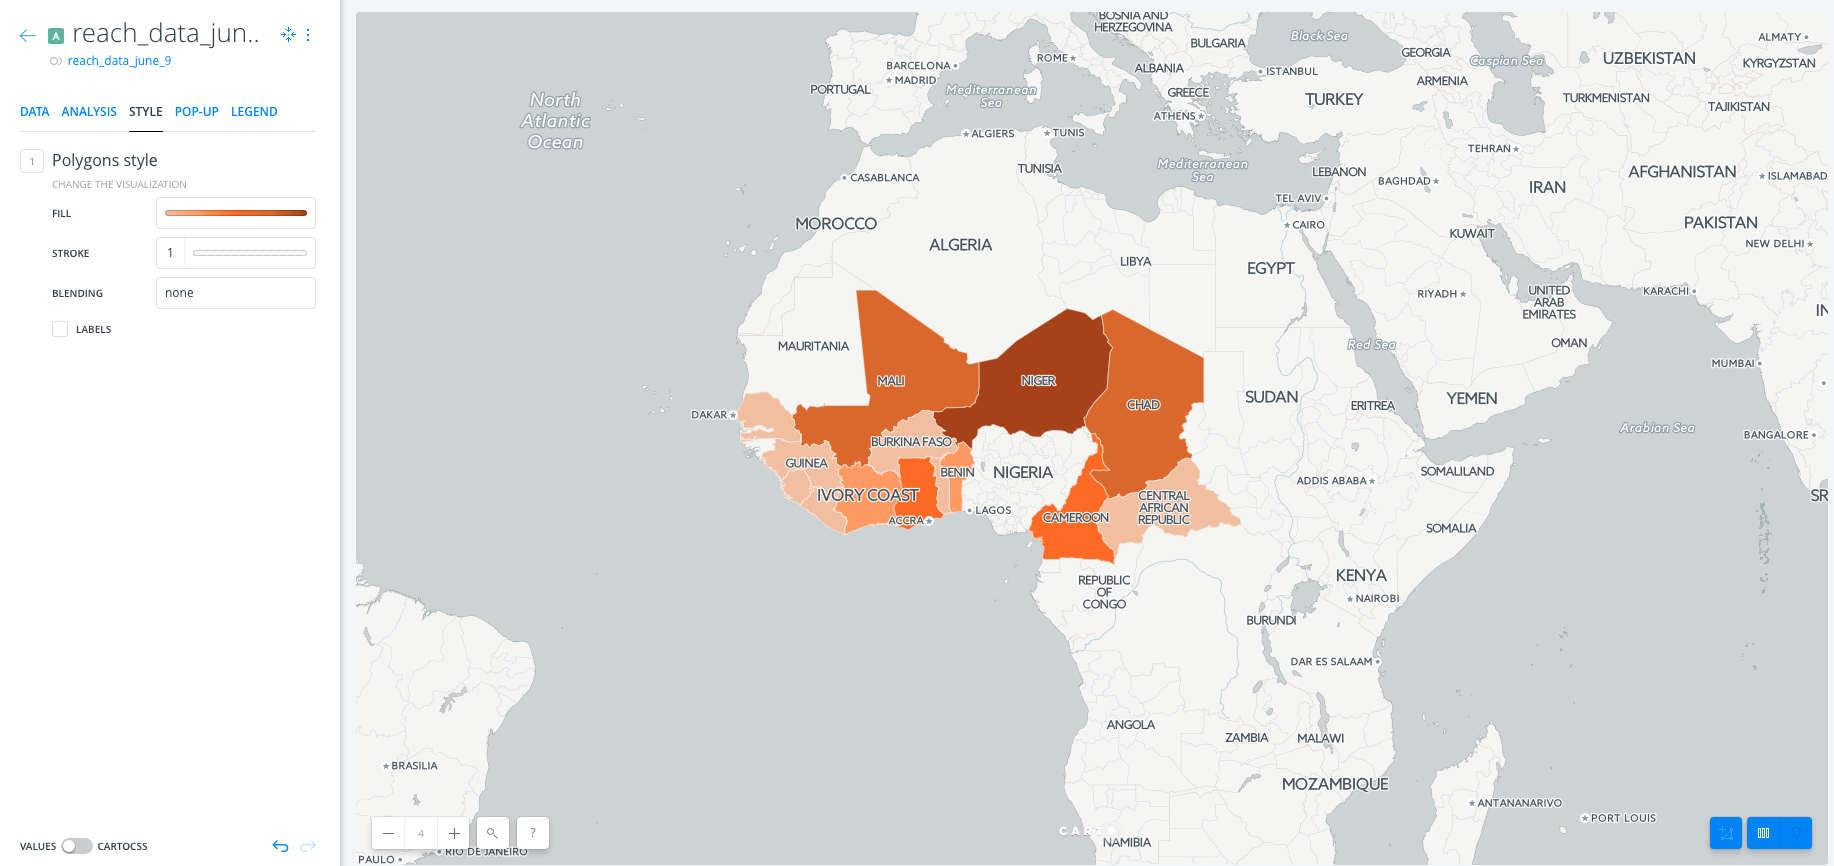 A reach_data_jun..
reach_data_june_9
DATA ANALYSIS STYLE POP-UP LEGEND
1 Polygons style
CHANGE THE VISUALIZATION
FILL
STROKE 1
BLENDING none
LABELS
VALUES CARTOCSS
BOSNIA AND
HERZEGOVINA
BULGARIA
Black Sea
GEORGIA
Caspian Sea
UZBEKISTAN
ALMATY
KYRGYZSTAN
BARCELONA
MADRID
PORTUGAL
ROME
ALBANIA
ISTANBUL
ARMENIA
Mediterranean
Sea
GREECE
TURKEY
TURKMENISTAN
TAJIKISTAN
North
Atlantic
Ocean
ATHENS
ALGIERS
TUNIS
TEHRAN
TUNISIA
Mediterranean
Sea
LEBANON
BAGHDAD
IRAN
AFGHANISTAN
ISLAMABAD
CASABLANCA
TEL AVIV
MOROCCO
CAIRO
KUWAIT
PAKISTAN
NEW DELHI
ALGERIA
LIBYA
EGYPT
RIYADH
UNITED
ARAB
EMIRATES
KARACHI
IN
MAURITANIA
Red Sea
OMAN
MUMBAI
MALI
NIGER
CHAD
SUDAN
ERITREA
YEMEN
DAKAR
BURKINA FASO
Arabian Sea
BANGALORE
GUINEA
BENIN
NIGERIA
SOMALILAND
ADDIS ABABA
IVORY COAST
CENTRAL
AFRICAN
REPUBLIC
SR
ACCRA
LAGOS
CAMEROON
SOMALIA
REPUBLIC
OF
CONGO
KENYA
NAIROBI
BURUNDI
DAR ES SALAAM
ANGOLA
ZAMBIA
MALAWI
BRASILIA
MOZAMBIQUE
ANTANANARIVO
PORT LOUIS
CARTO
NAMIBIA
4 ?
RIO DE JANEIRO
PAULO